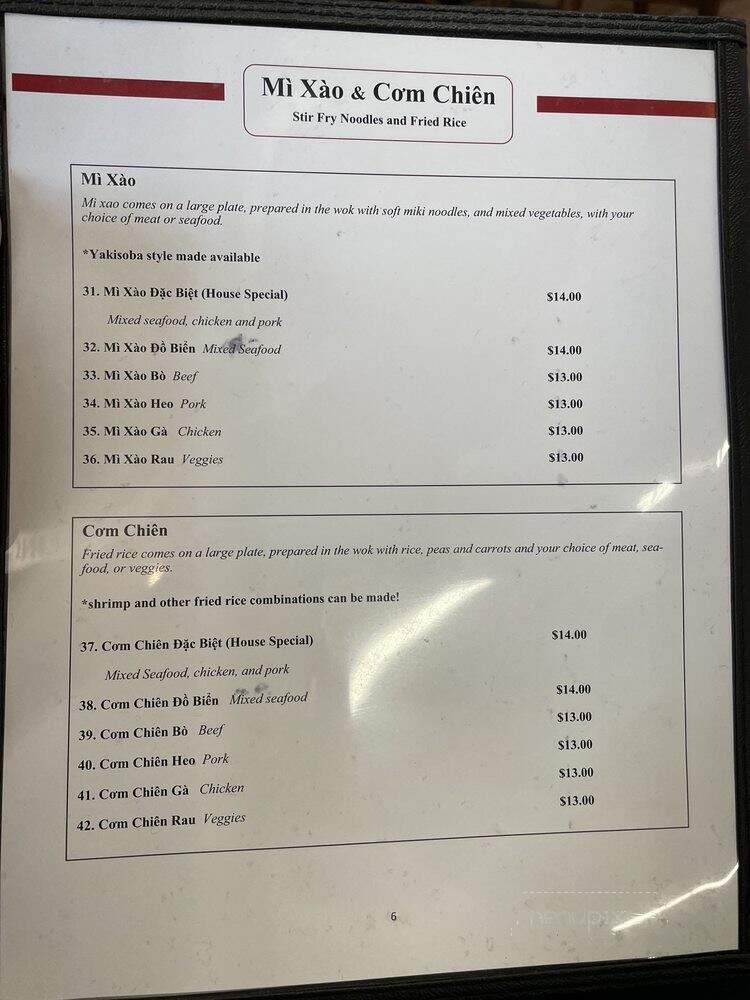 Mì Xào & Cơm Chiên
Stir Fry Noodles and Fried Rice
Mì Xào
Mi xao comes on a large plate, prepared in the wok with soft miki noodles, and mixed vegetables, with your
choice of meat or seafood.
*Yakisoba style made available
31. Mì Xào Đặc Biệt (House Special) $14.00
Mixed seafood, chicken and pork
32. Mì Xào Đồ Biển Mixed Seafood $14.00
33. Mì Xào Bò Beef $13.00
34. Mì Xào Heo Pork $13.00
35. Mì Xào Gà Chicken $13.00
36. Mì Xào Rau Veggies $13.00
Cơm Chiên
Fried rice comes on a large plate, prepared in the wok with rice, peas and carrots and your choice of meat, sea-
food, or veggies.
*shrimp and other fried rice combinations can be made!
37. Cơm Chiên Đặc Biệt (House Special) $14.00
Mixed Seafood, chicken, and pork
38. Cơm Chiên Đồ Biển Mixed seafood $14.00
39. Cơm Chiên Bò Beef $13.00
40. Cơm Chiên Heo Pork $13.00
41. Cơm Chiên Gà Chicken $13.00
42. Cơm Chiên Rau Veggies $13.00
6